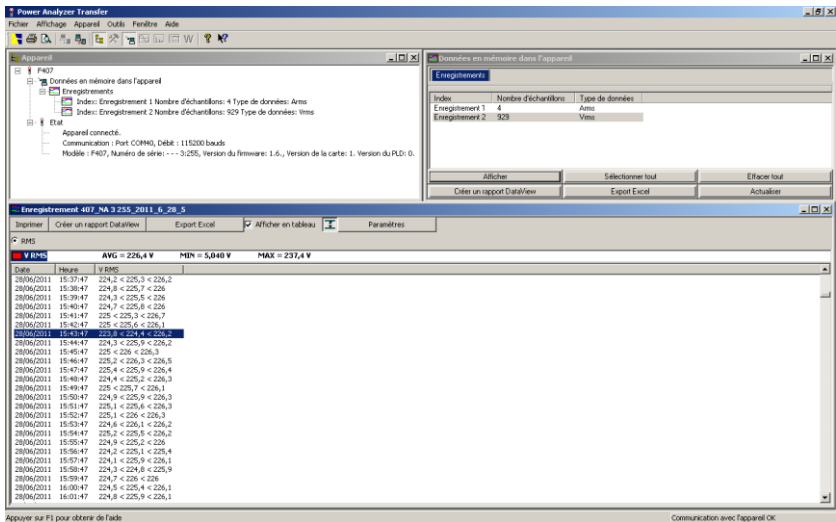 Power Analyzer Transfer
Fichier Affichage Appareil Outils Fenêtre Aide
Appareil
F407
Données en mémoire dans l'appareil
Enregistrements
Index: Enregistrement 1 Nombre d'échantillons: 4 Type de données: Arms
Index: Enregistrement 2 Nombre d'échantillons: 929 Type de données: Vrms
Etat
Appareil connecté.
Communication : Port COM40, Débit : 115200 bauds
Modèle : F407, Numéro de série: - - - 3:255, Version du firmware: 1.6., Version de la carte: 1. Version du PLD: 0.
Données en mémoire dans l'appareil
Enregistrements
Index Nombre d'échantillons Type de données
Enregistrement 1 4 Arms
Enregistrement 2 929 Vrms
Afficher Sélectionner tout Effacer tout
Créer un rapport DataView Export Excel Actualiser
Enregistrement 407_NA 3 255_2011_6_28_5
Imprimer Créer un rapport DataView Export Excel Afficher en tableau Paramètres
RMS
V RMS AVG = 226,4 V MIN = 5,040 V MAX = 237,4 V
Date Heure V RMS
28/06/2011 15:37:47 224,2 < 225,3 < 226,2
28/06/2011 15:38:47 224,8 < 225,7 < 226
28/06/2011 15:39:47 224,3 < 225,5 < 226
28/06/2011 15:40:47 224,7 < 225,8 < 226
28/06/2011 15:41:47 225 < 225,3 < 226,7
28/06/2011 15:42:47 225 < 225,6 < 226,1
28/06/2011 15:43:47 223,8 < 224,4 < 226,2
28/06/2011 15:44:47 224,3 < 225,9 < 226,2
28/06/2011 15:45:47 225 < 226 < 226,3
28/06/2011 15:46:47 225,2 < 226,3 < 226,5
28/06/2011 15:47:47 225,4 < 225,9 < 226,4
28/06/2011 15:48:47 224,4 < 225,2 < 226,3
28/06/2011 15:49:47 225 < 225,7 < 226,1
28/06/2011 15:50:47 224,9 < 225,9 < 226,3
28/06/2011 15:51:47 225,1 < 225,6 < 226,3
28/06/2011 15:52:47 225,1 < 226 < 226,3
28/06/2011 15:53:47 224,6 < 226,1 < 226,2
28/06/2011 15:54:47 225,2 < 225,5 < 226,2
28/06/2011 15:55:47 224,9 < 225,2 < 226
28/06/2011 15:56:47 224,2 < 225,1 < 225,4
28/06/2011 15:57:47 224,1 < 225,9 < 226,1
28/06/2011 15:58:47 224,3 < 224,8 < 225,9
28/06/2011 15:59:47 224,7 < 226 < 226
28/06/2011 16:00:47 224,5 < 225,4 < 226,1
28/06/2011 16:01:47 224,8 < 225,9 < 226,1
Appuyer sur F1 pour obtenir de l'aide Communication avec l'appareil OK